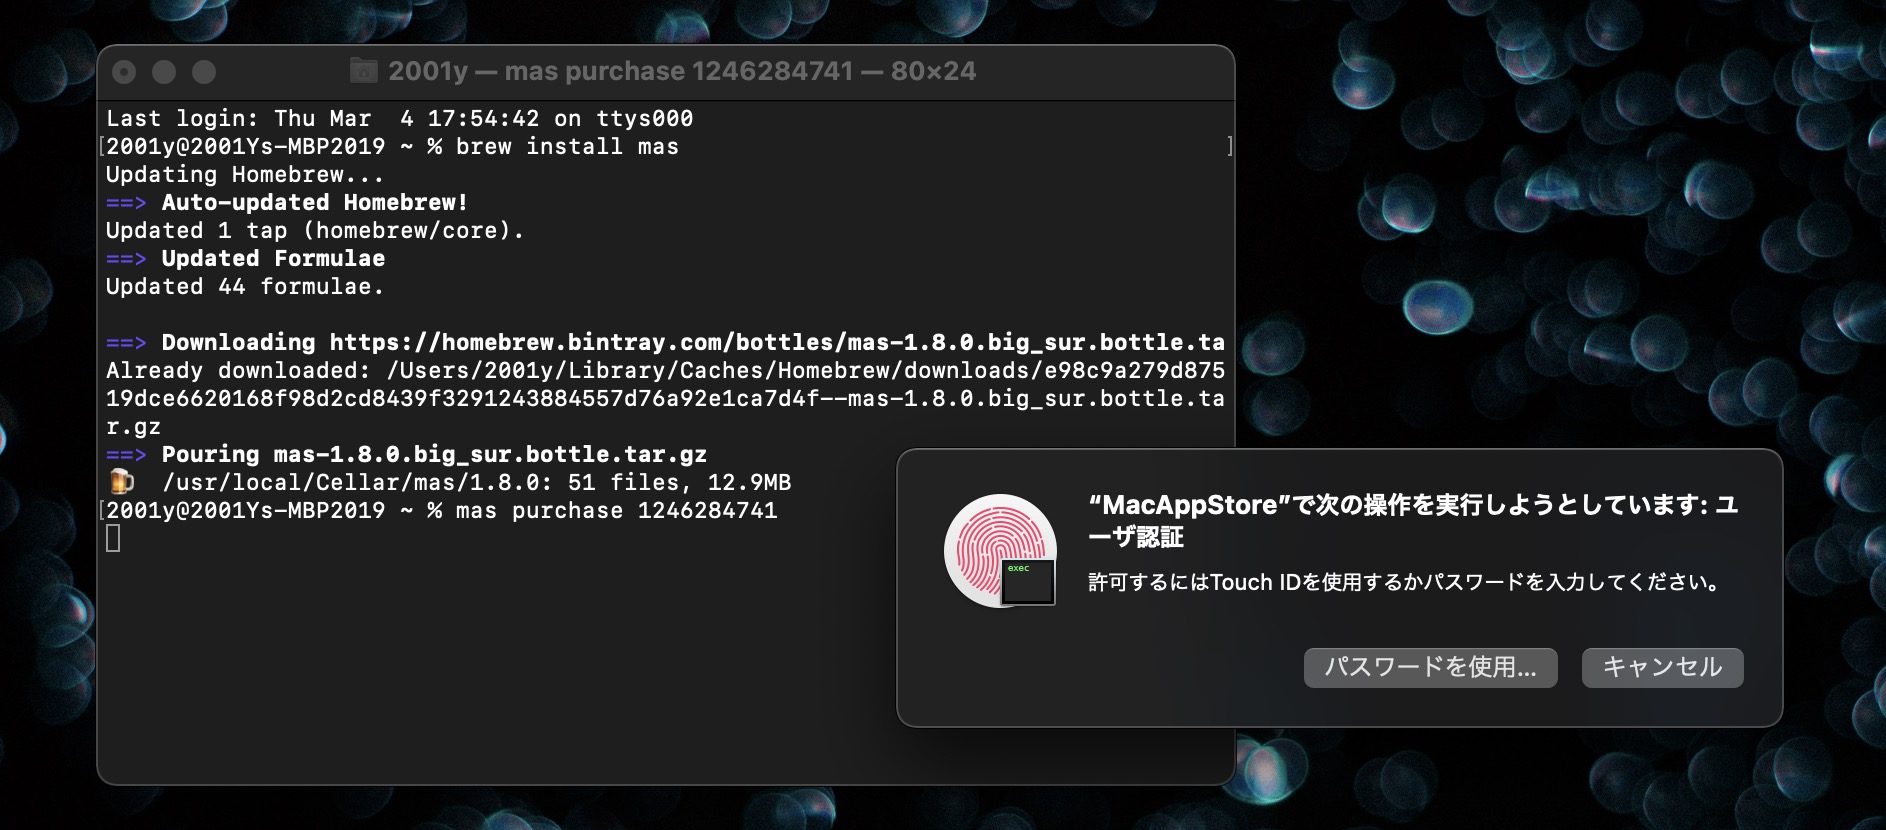 2001y — mas purchase 1246284741 — 80×24
Last login: Thu Mar  4 17:54:42 on ttys000
[2001y@2001Ys-MBP2019 ~ % brew install mas ]
Updating Homebrew...
==> Auto-updated Homebrew!
Updated 1 tap (homebrew/core).
==> Updated Formulae
Updated 44 formulae.
==> Downloading https://homebrew.bintray.com/bottles/mas-1.8.0.big_sur.bottle.ta
Already downloaded: /Users/2001y/Library/Caches/Homebrew/downloads/e98c9a279d875
19dce6620168f98d2cd8439f3291243884557d76a92e1ca7d4f--mas-1.8.0.big_sur.bottle.ta
r.gz
==> Pouring mas-1.8.0.big_sur.bottle.tar.gz
🍺  /usr/local/Cellar/mas/1.8.0: 51 files, 12.9MB
[2001y@2001Ys-MBP2019 ~ % mas purchase 1246284741
exec
“MacAppStore”で次の操作を実行しようとしています: ユ
ーザ認証
許可するにはTouch IDを使用するかパスワードを入力してください。
パスワードを使用...
キャンセル